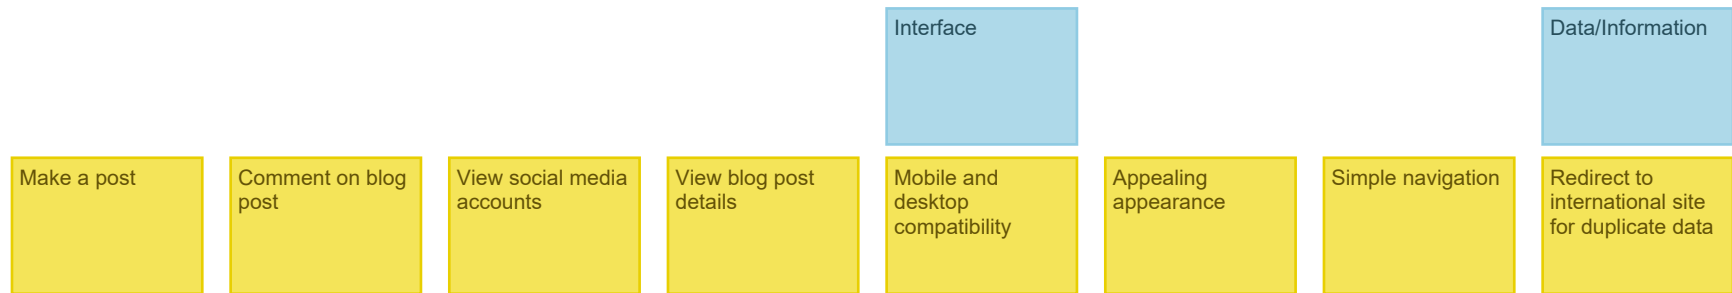 Interface
Data/Information
Make a post
Comment on blog
post
View social media
accounts
View blog post
details
Mobile and
desktop
compatibility
Appealing
appearance
Simple navigation
Redirect to
international site
for duplicate data